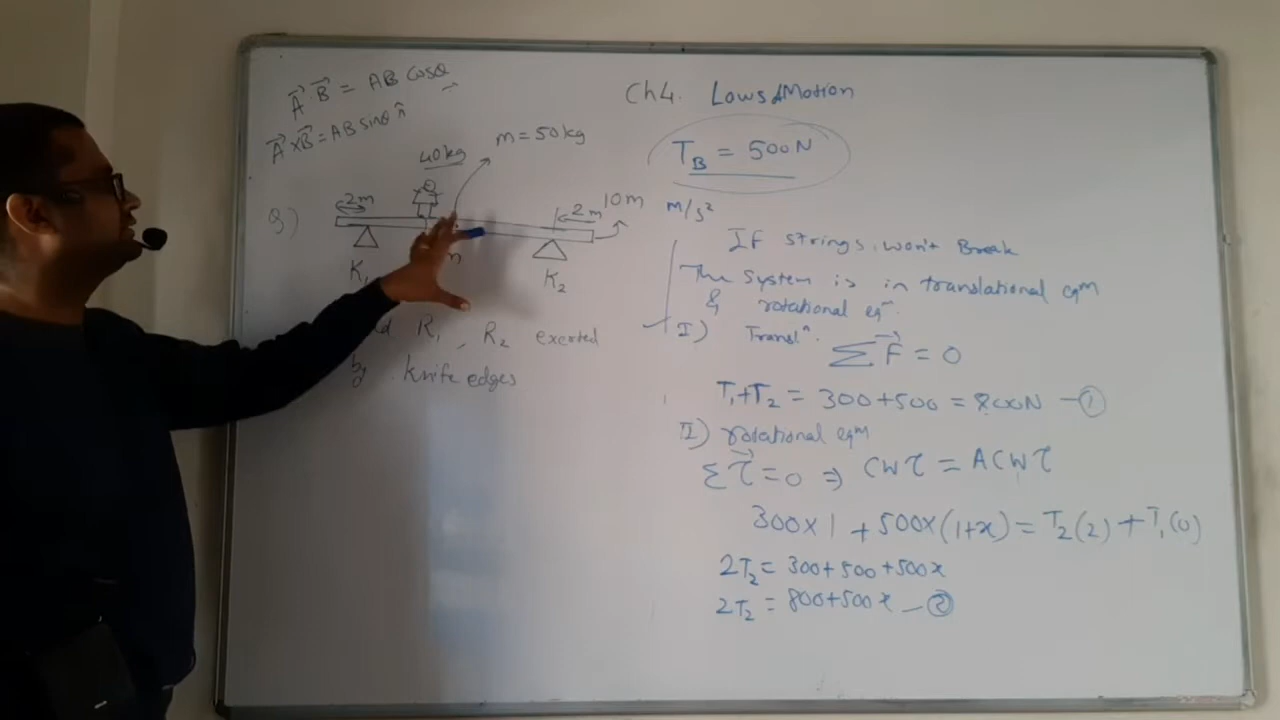 A⃗ B⃗ = AB cosθ
A⃗ × B⃗ = AB sinθ n̂
m = 50kg
40kg
Q)
2m
2m
10m
K₁
m
K₂
R₁, R₂ exerted
by knife edges
Ch4. Laws of Motion
T_B = 500N
m/s²
If strings won't Break
The system is in translational eqm
& rotational eqm.
I) Translⁿ.
ΣF⃗ = 0
T₁+T₂ = 300+500 = 800N —①
II) rotational eqm
Στ⃗ = 0 ⇒ CWτ = ACWτ
300×1 + 500×(1+x) = T₂(2) + T₁(0)
2T₂ = 300+500+500x
2T₂ = 800+500x —②